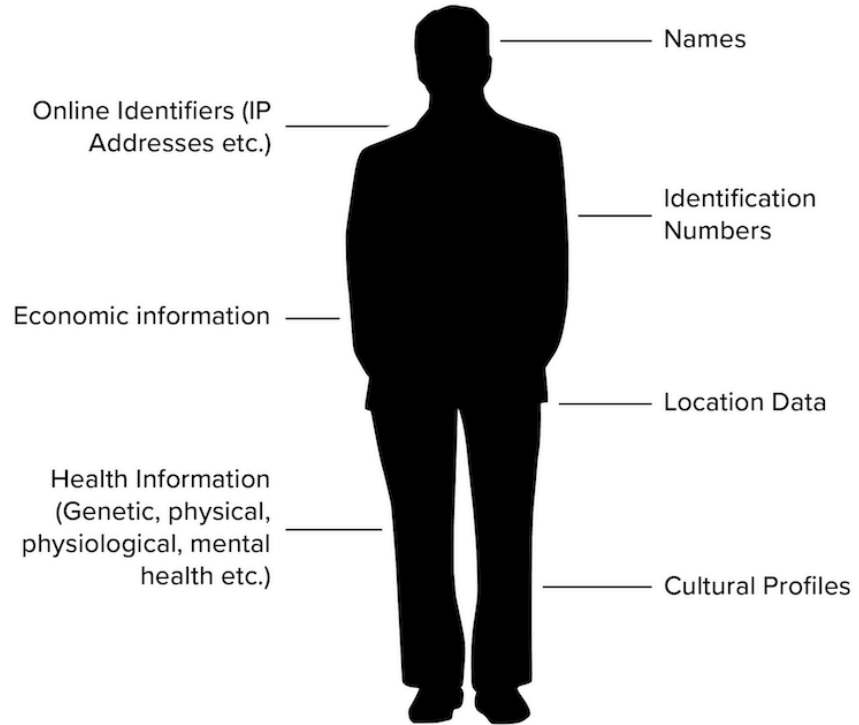 Names
Online Identifiers (IP
Addresses etc.)
Identification
Numbers
Economic information
Location Data
Health Information
(Genetic, physical,
physiological, mental
health etc.)
Cultural Profiles